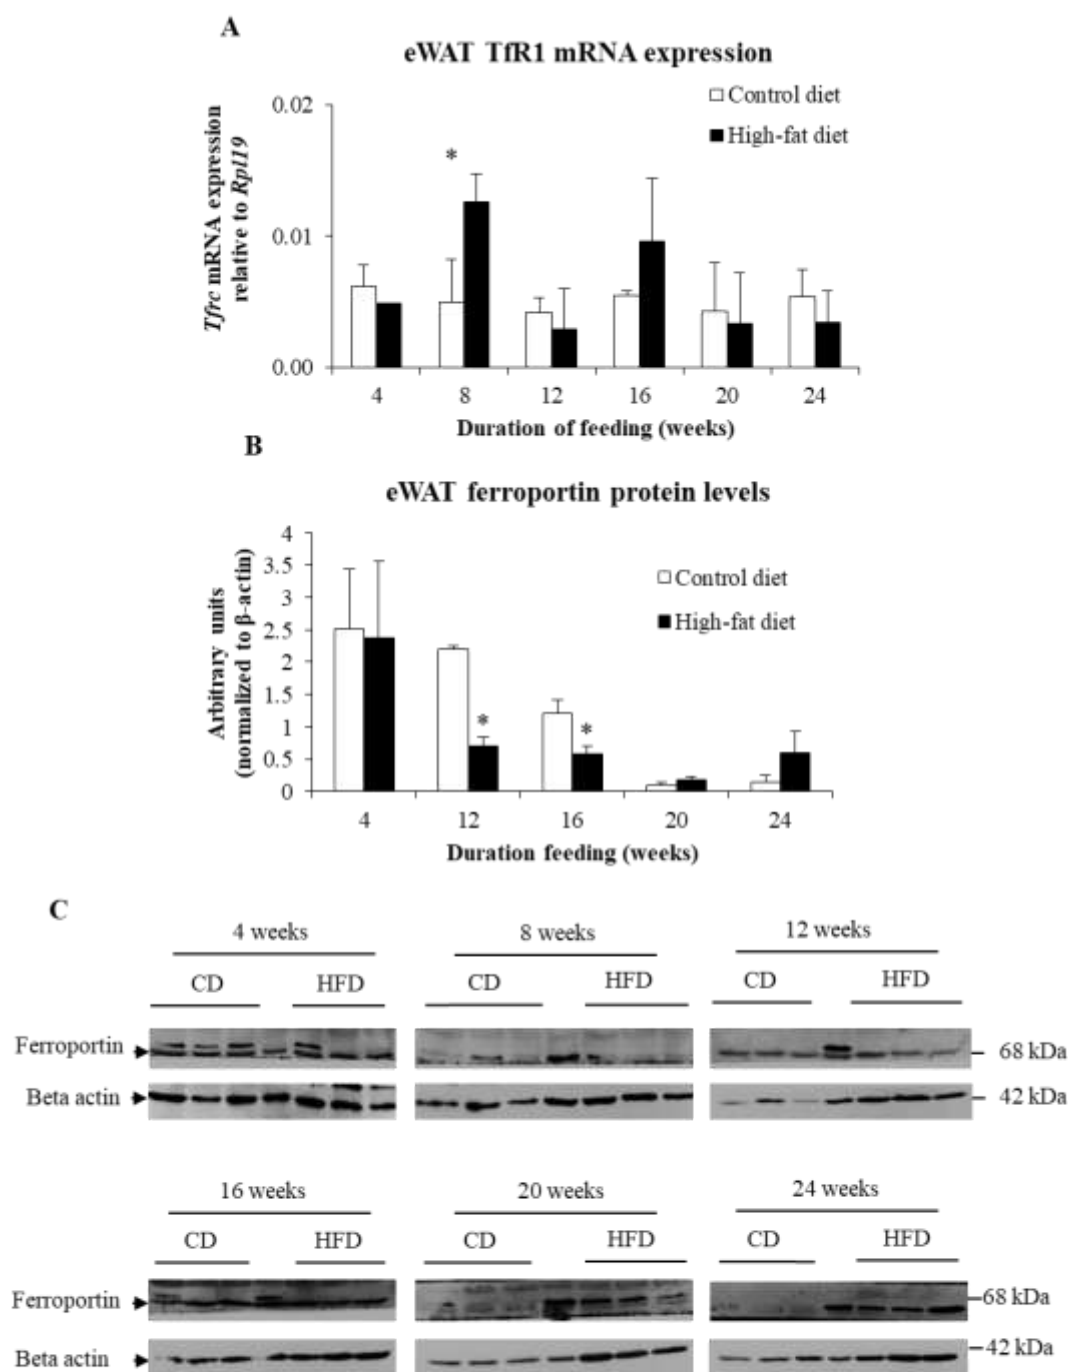 A
eWAT TfR1 mRNA expression
Control diet
High-fat diet
Tfrc mRNA expression
relative to Rpl19
0.02
0.01
0.00
*
4 8 12 16 20 24
Duration of feeding (weeks)
B
eWAT ferroportin protein levels
Control diet
High-fat diet
Arbitrary units
(normalized to β-actin)
4
3.5
3
2.5
2
1.5
1
0.5
0
* *
4 12 16 20 24
Duration feeding (weeks)
C
4 weeks 8 weeks 12 weeks
CD HFD CD HFD CD HFD
Ferroportin 68 kDa
Beta actin 42 kDa
16 weeks 20 weeks 24 weeks
CD HFD CD HFD CD HFD
Ferroportin 68 kDa
Beta actin 42 kDa